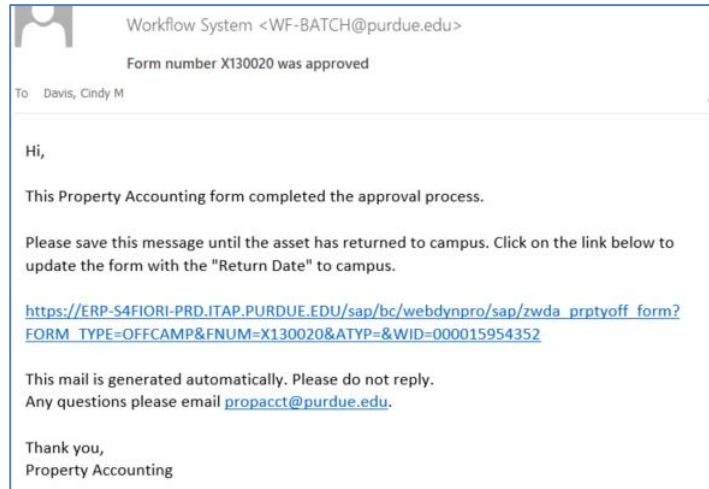 Workflow System <WF-BATCH@purdue.edu>
Form number X130020 was approved
To Davis, Cindy M
Hi,
This Property Accounting form completed the approval process.
Please save this message until the asset has returned to campus. Click on the link below to
update the form with the "Return Date" to campus.
https://ERP-S4FIORI-PRD.ITAP.PURDUE.EDU/sap/bc/webdynpro/sap/zwda_prptyoff_form?
FORM_TYPE=OFFCAMP&FNUM=X130020&ATYP=&WID=000015954352
This mail is generated automatically. Please do not reply.
Any questions please email propacct@purdue.edu.
Thank you,
Property Accounting